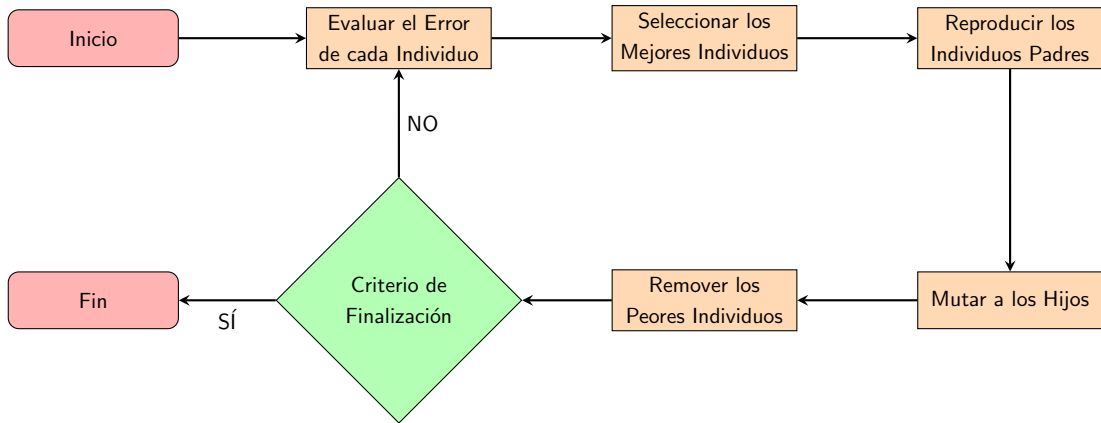 Inicio
Evaluar el Error
de cada Individuo
Seleccionar los
Mejores Individuos
Reproducir los
Individuos Padres
NO
Fin
SÍ
Criterio de
Finalización
Remover los
Peores Individuos
Mutar a los Hijos